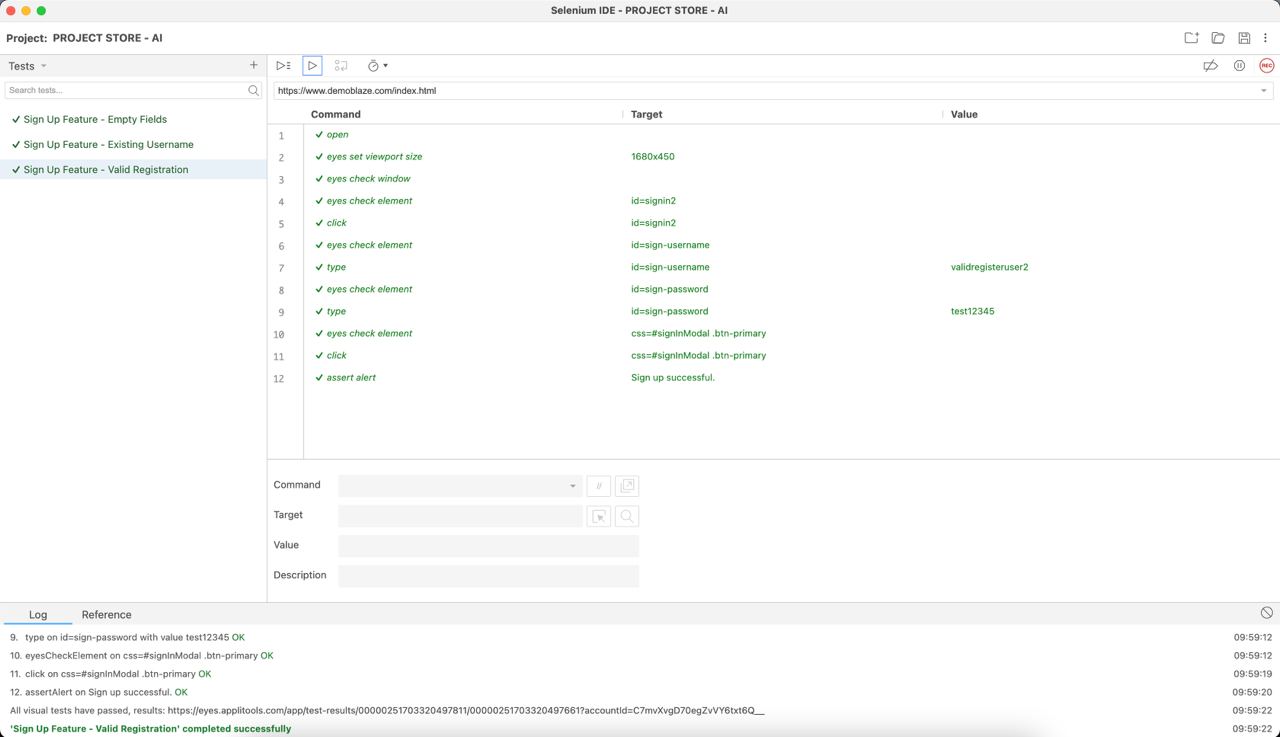 Selenium IDE - PROJECT STORE - AI
Project: PROJECT STORE - AI
Tests
Search tests...
Sign Up Feature - Empty Fields
Sign Up Feature - Existing Username
Sign Up Feature - Valid Registration
REC
https://www.demoblaze.com/index.html
Command Target Value
1 open
2 eyes set viewport size 1680x450
3 eyes check window
4 eyes check element id=signin2
5 click id=signin2
6 eyes check element id=sign-username
7 type id=sign-username validregisteruser2
8 eyes check element id=sign-password
9 type id=sign-password test12345
10 eyes check element css=#signInModal .btn-primary
11 click css=#signInModal .btn-primary
12 assert alert Sign up successful.
Command //
Target
Value
Description
Log Reference
9. type on id=sign-password with value test12345 OK 09:59:12
10. eyesCheckElement on css=#signInModal .btn-primary OK 09:59:12
11. click on css=#signInModal .btn-primary OK 09:59:19
12. assertAlert on Sign up successful. OK 09:59:20
All visual tests have passed, results: https://eyes.applitools.com/app/test-results/00000251703320497811/00000251703320497661?accountId=C7mvXvgD70egZvVY6txt6Q__ 09:59:22
'Sign Up Feature - Valid Registration' completed successfully 09:59:22